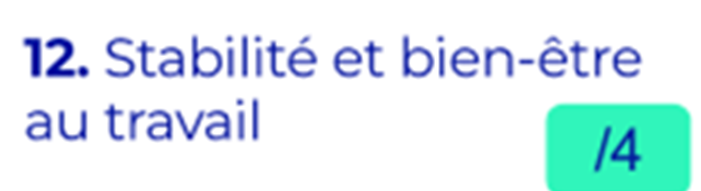 12. Stabilité et bien-être
au travail
/4